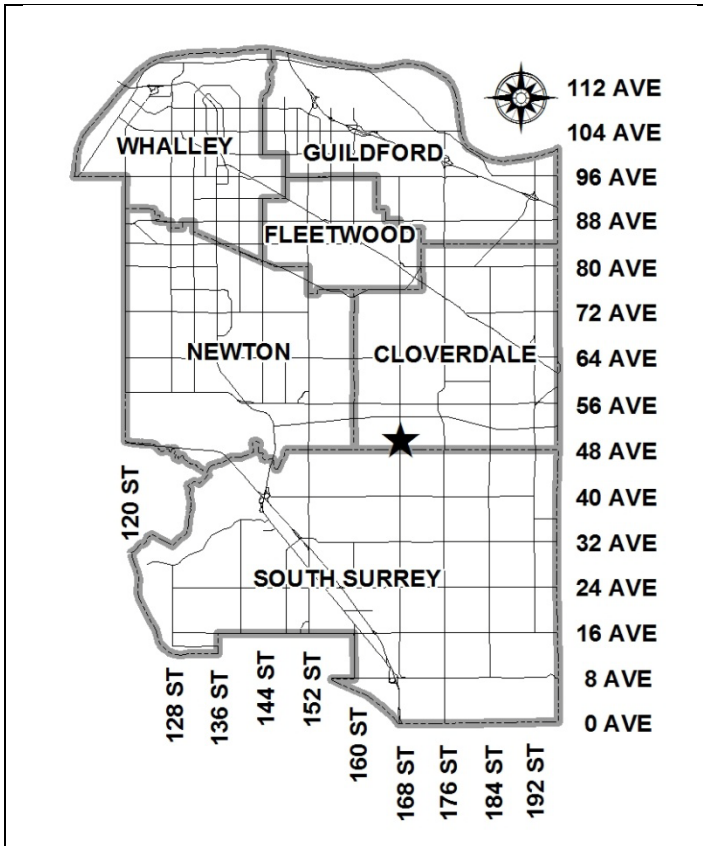 112 AVE
104 AVE
WHALLEY
GUILDFORD
96 AVE
88 AVE
FLEETWOOD
80 AVE
72 AVE
NEWTON
CLOVERDALE
64 AVE
56 AVE
48 AVE
120 ST
40 AVE
32 AVE
SOUTH SURREY
24 AVE
16 AVE
8 AVE
0 AVE
128 ST
136 ST
144 ST
152 ST
160 ST
168 ST
176 ST
184 ST
192 ST